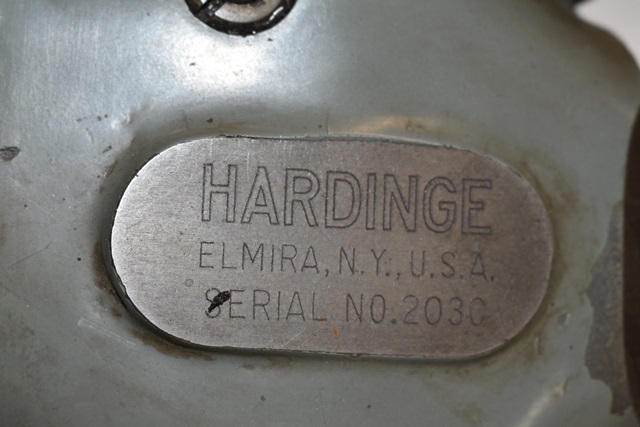 HARDINGE
ELMIRA, N.Y., U.S.A.
SERIAL NO.203C